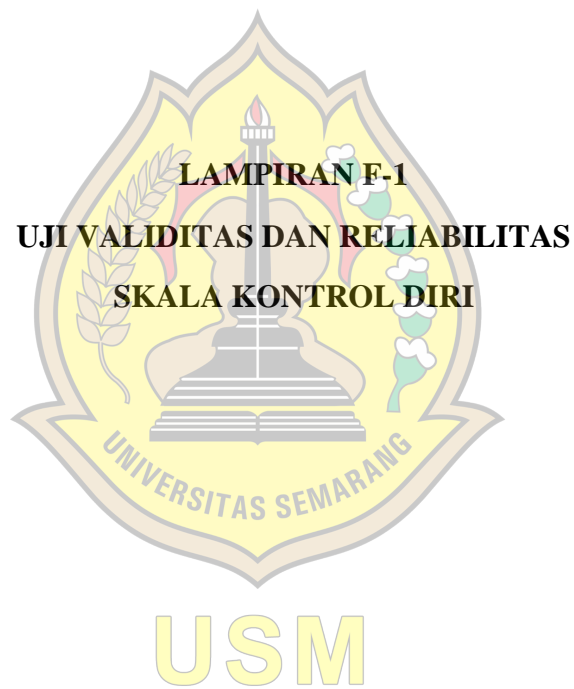 LAMPIRAN F-1
UJI VALIDITAS DAN RELIABILITAS
SKALA KONTROL DIRI
UNIVERSITAS SEMARANG
USM